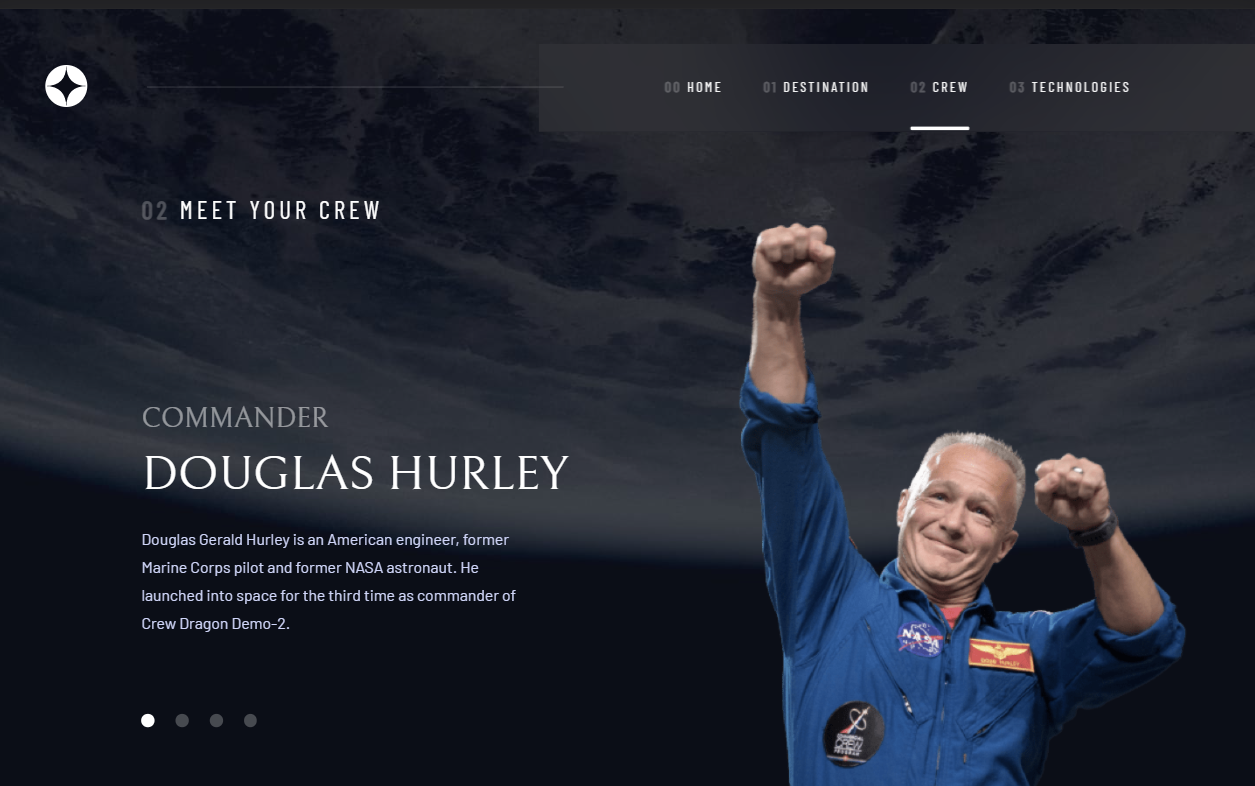 00 HOME 01 DESTINATION 02 CREW 03 TECHNOLOGIES
02 MEET YOUR CREW
COMMANDER
DOUGLAS HURLEY
Douglas Gerald Hurley is an American engineer, former
Marine Corps pilot and former NASA astronaut. He
launched into space for the third time as commander of
Crew Dragon Demo-2.
NASA
DOUG HURLEY
COMMERCIAL
CREW
PROGRAM